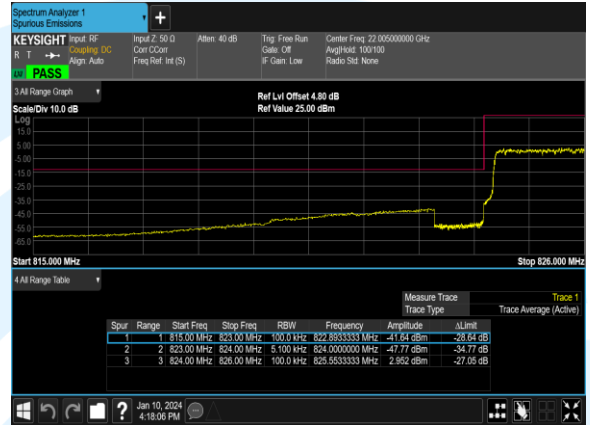 Spectrum Analyzer 1
Spurious Emissions
KEYSIGHT Input: RF Input Z: 50 Ω Atten: 40 dB Trig: Free Run Center Freq: 22.005000000 GHz
R T Coupling: DC Corr CCorr Gate: Off Avg|Hold: 100/100
Align: Auto Freq Ref: Int (S) IF Gain: Low Radio Std: None
PASS
3 All Range Graph
Ref Lvl Offset 4.80 dB
Scale/Div 10.0 dB Ref Value 25.00 dBm
Log
15.0
5.00
-5.00
-15.0
-25.0
-35.0
-45.0
-55.0
-65.0
Start 815.000 MHz Stop 826.000 MHz
4 All Range Table
Measure Trace Trace 1
Trace Type Trace Average (Active)
Spur Range Start Freq Stop Freq RBW Frequency Amplitude ΔLimit
1 1 815.00 MHz 823.00 MHz 100.0 kHz 822.8933333 MHz -41.64 dBm -28.64 dB
2 2 823.00 MHz 824.00 MHz 5.100 kHz 824.0000000 MHz -47.77 dBm -34.77 dB
3 3 824.00 MHz 826.00 MHz 100.0 kHz 825.5533333 MHz 2.952 dBm -27.05 dB
? Jan 10, 2024
4:18:06 PM